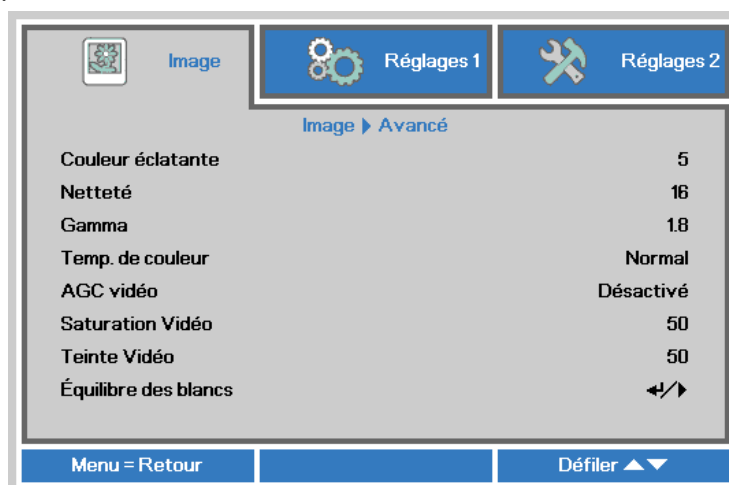 Image
Réglages 1
Réglages 2
Image ▶ Avancé
Couleur éclatante 5
Netteté 16
Gamma 1.8
Temp. de couleur Normal
AGC vidéo Désactivé
Saturation Vidéo 50
Teinte Vidéo 50
Équilibre des blancs ↵/▶
Menu = Retour
Défiler ▲▼